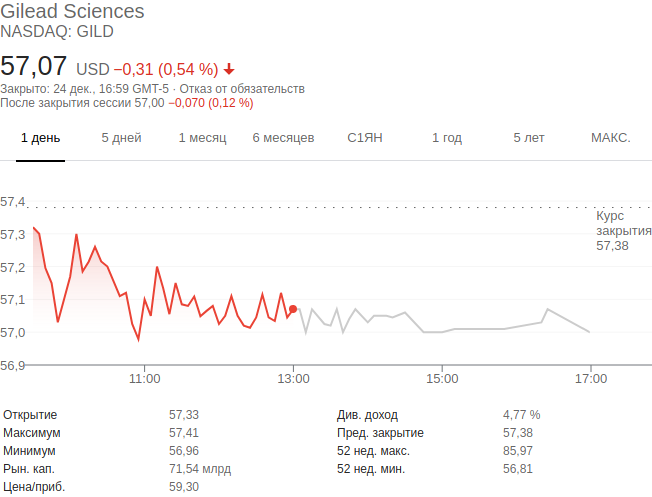 Gilead Sciences
NASDAQ: GILD
57,07 USD −0,31 (0,54 %)
Закрыто: 24 дек., 16:59 GMT-5 · Отказ от обязательств
После закрытия сессии 57,00 −0,070 (0,12 %)
1 день 5 дней 1 месяц 6 месяцев С1ЯН 1 год 5 лет МАКС.
57,4
Курс
закрытия
57,38
57,3
57,2
57,1
57,0
56,9
11:00 13:00 15:00 17:00
Открытие 57,33 Див. доход 4,77 %
Максимум 57,41 Пред. закрытие 57,38
Минимум 56,96 52 нед. макс. 85,97
Рын. кап. 71,54 млрд 52 нед. мин. 56,81
Цена/приб. 59,30